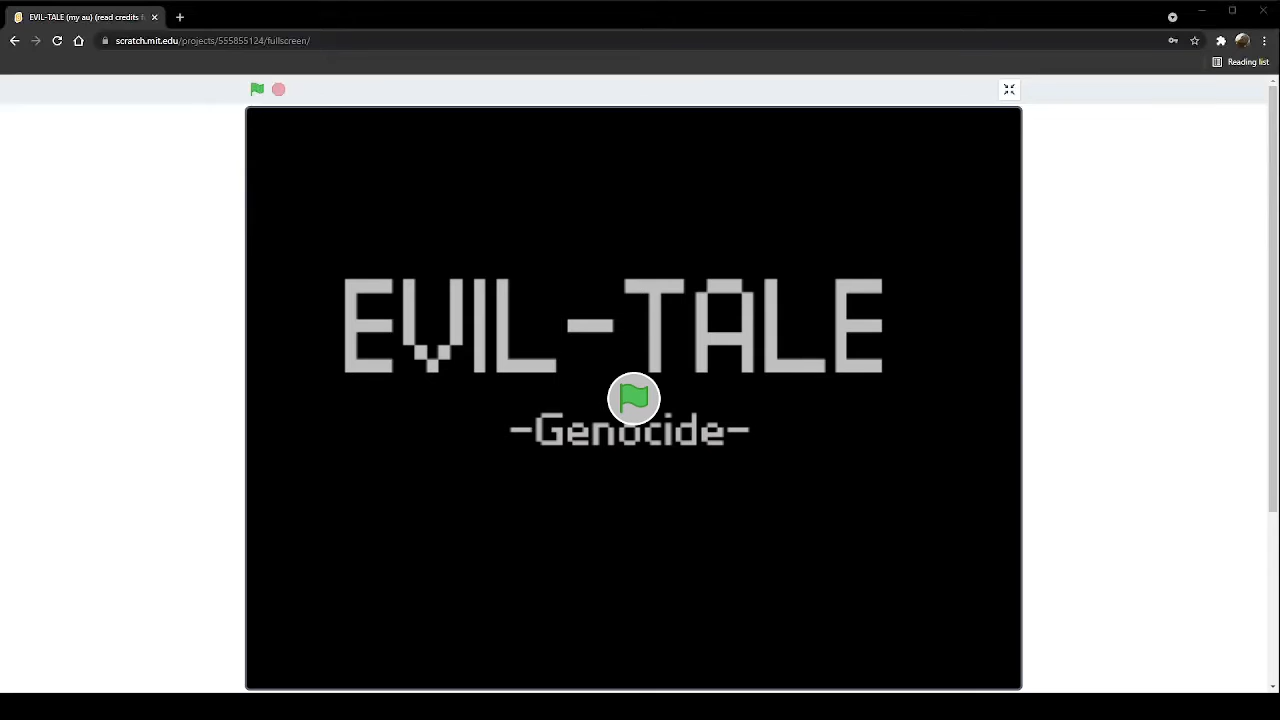 EVIL-TALE (my au) (read credits f
scratch.mit.edu/projects/555855124/fullscreen/
Reading list
EVIL-TALE
-Genocide-